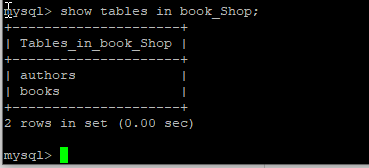 mysql> show tables in book_Shop;
+---------------------+
| Tables_in_book_Shop |
+---------------------+
| authors             |
| books               |
+---------------------+
2 rows in set (0.00 sec)
mysql>